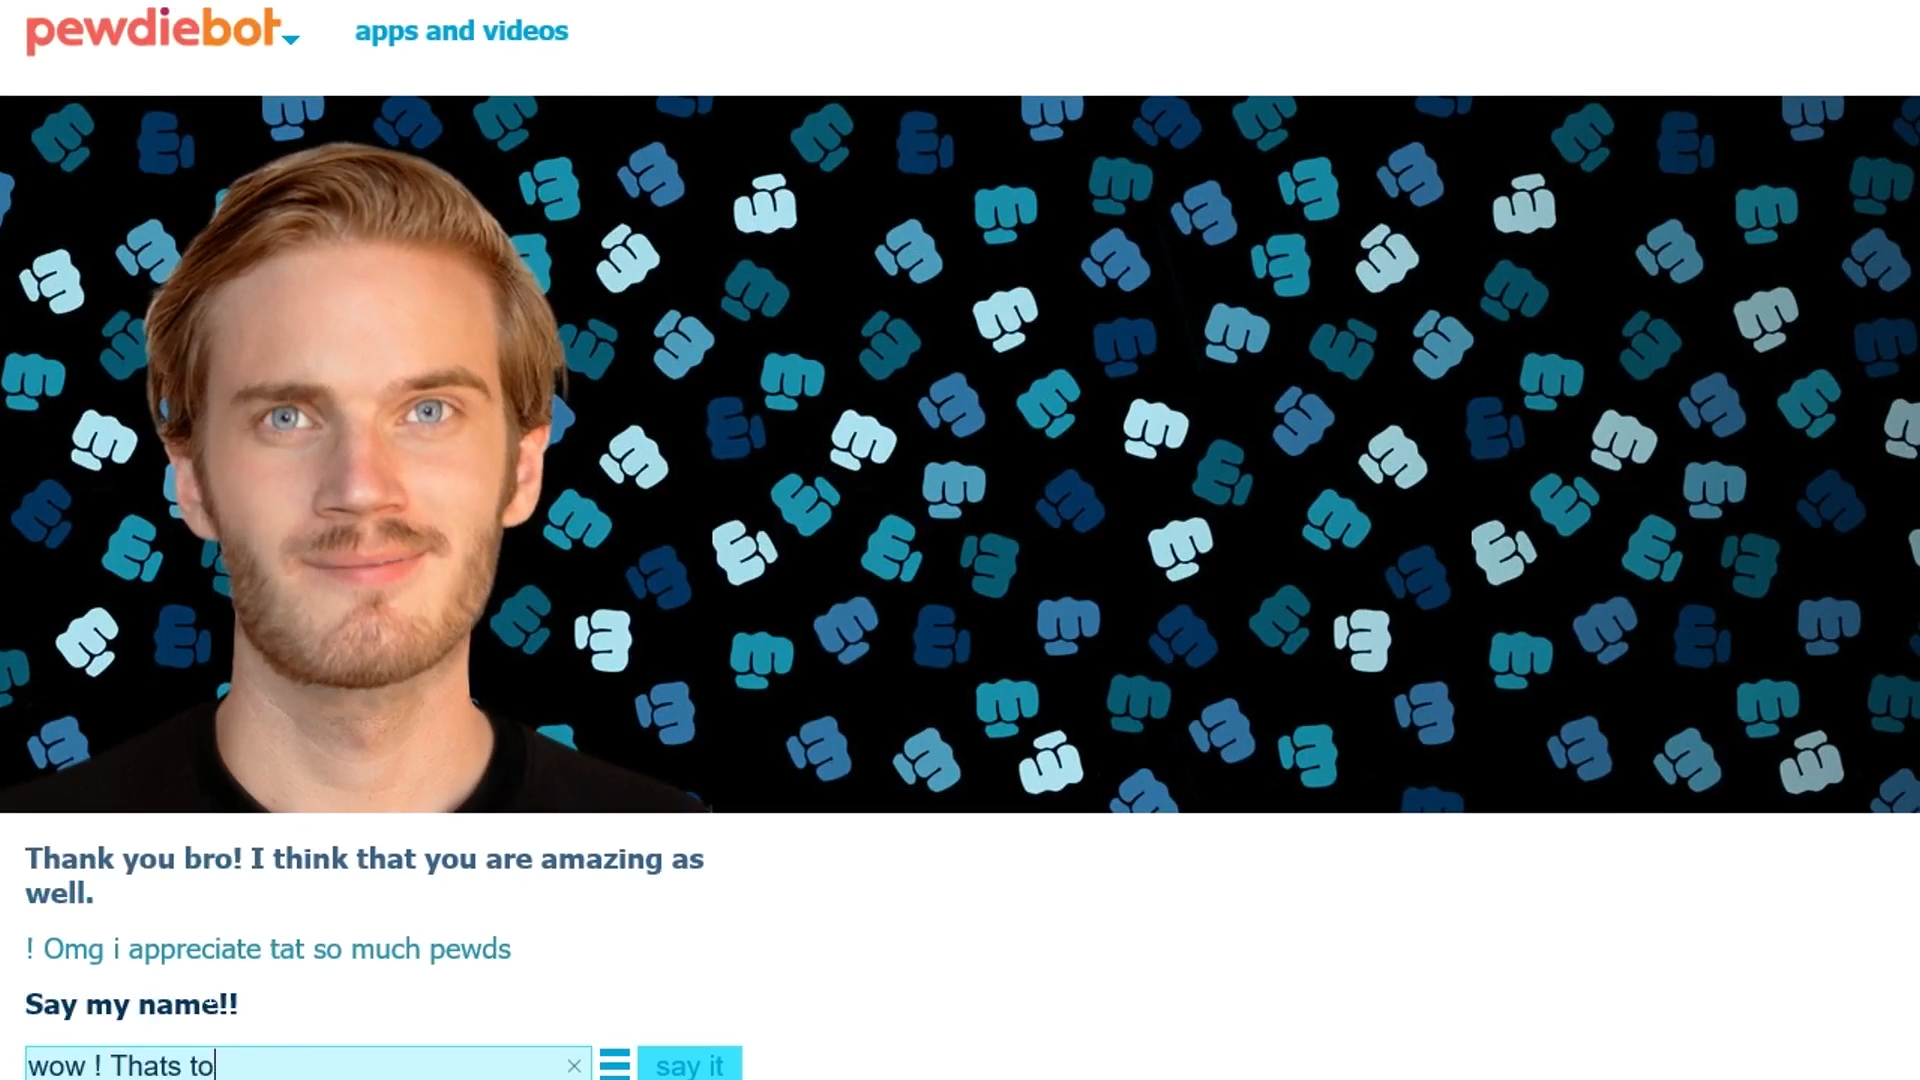 pewdiebot
apps and videos
Thank you bro! I think that you are amazing as
well.
! Omg i appreciate tat so much pewds
Say my name!!
wow ! Thats to
say it